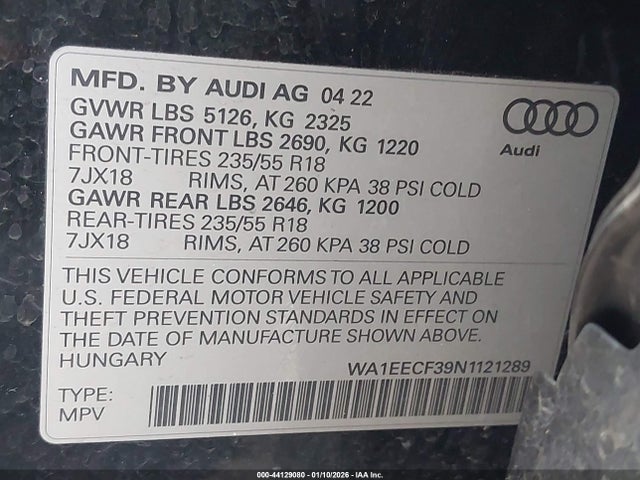 MFD. BY AUDI AG 04 22
GVWR LBS 5126, KG 2325
GAWR FRONT LBS 2690, KG 1220
FRONT-TIRES 235/55 R18
7JX18 RIMS, AT 260 KPA 38 PSI COLD
GAWR REAR LBS 2646, KG 1200
REAR-TIRES 235/55 R18
7JX18 RIMS, AT 260 KPA 38 PSI COLD
Audi
THIS VEHICLE CONFORMS TO ALL APPLICABLE
U.S. FEDERAL MOTOR VEHICLE SAFETY AND
THEFT PREVENTION STANDARDS IN EFFECT ON
THE DATE OF MANUFACTURE SHOWN ABOVE.
HUNGARY WA1EECF39N1121289
TYPE:
MPV
000-44129080 - 01/10/2026 - IAA Inc.